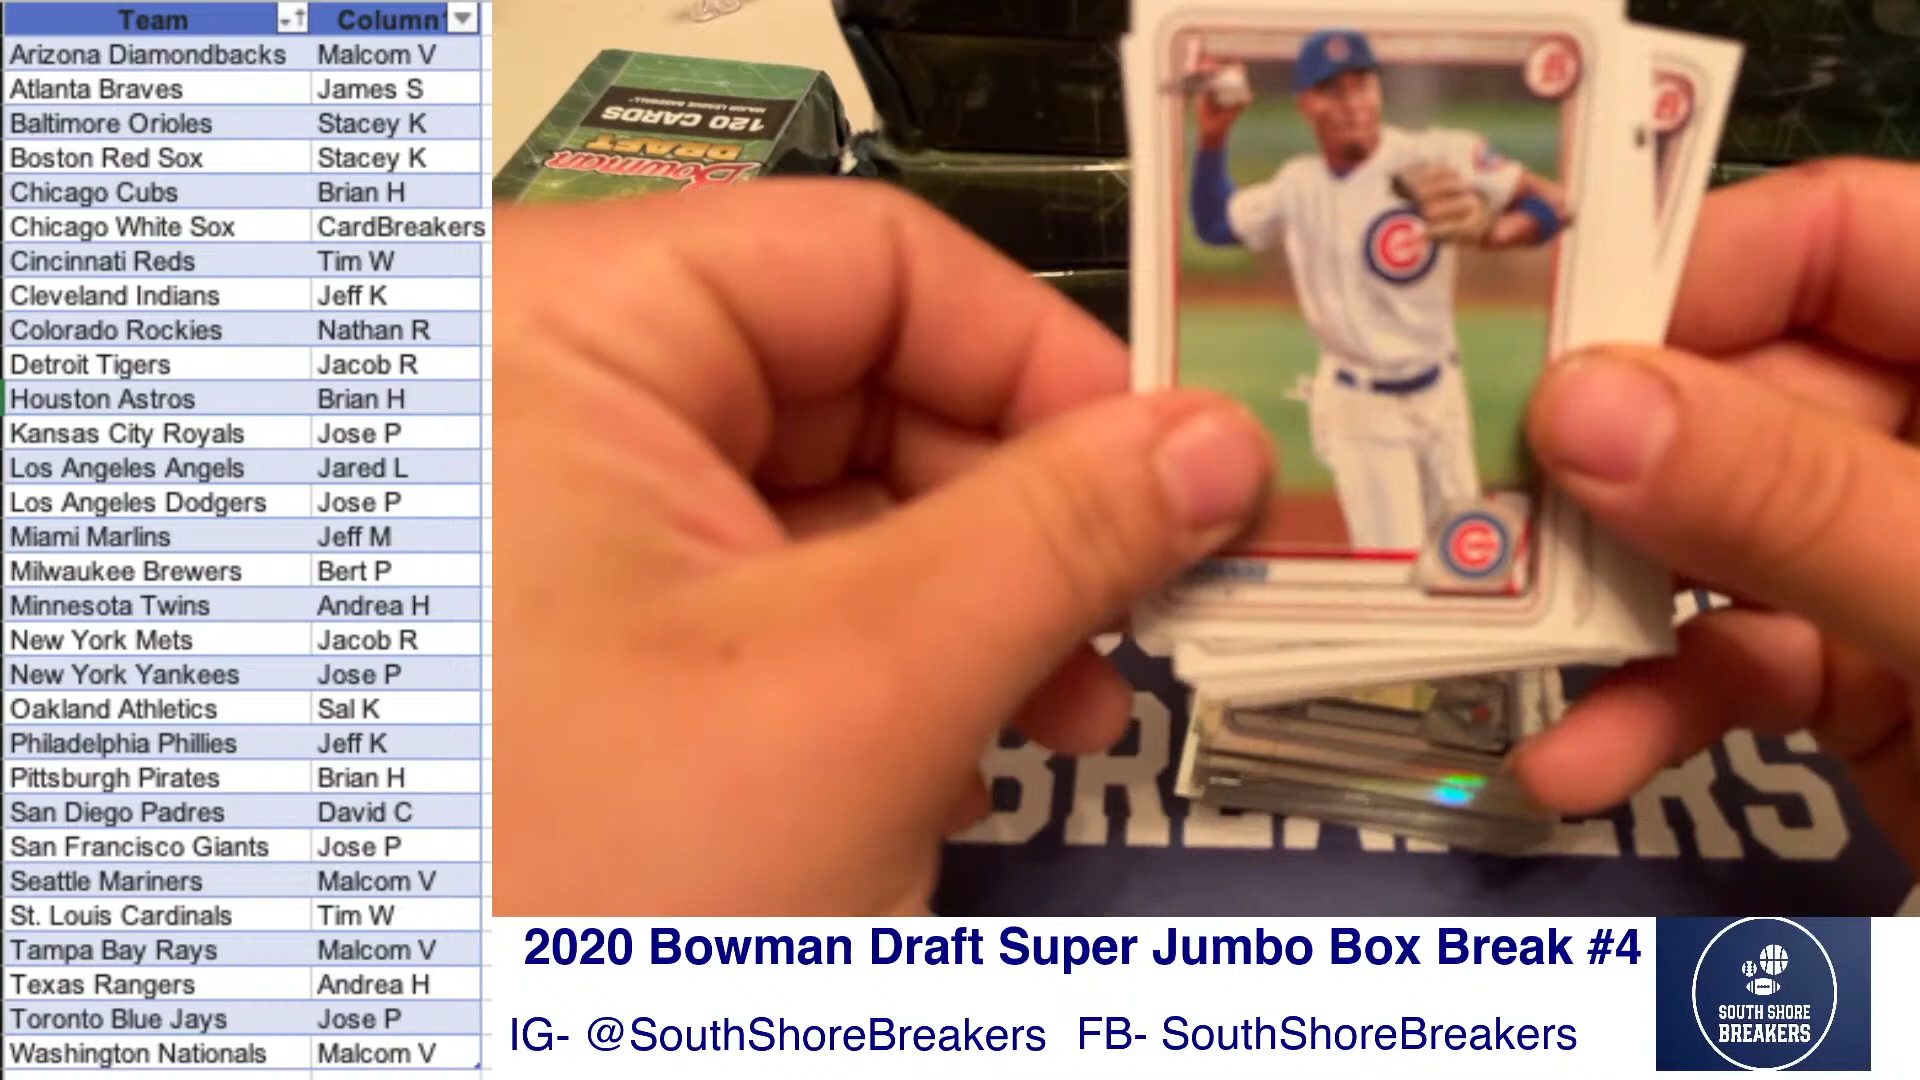 Team Column
Arizona Diamondbacks Malcom V
Atlanta Braves James S
Baltimore Orioles Stacey K
Boston Red Sox Stacey K
Chicago Cubs Brian H
Chicago White Sox CardBreakers
Cincinnati Reds Tim W
Cleveland Indians Jeff K
Colorado Rockies Nathan R
Detroit Tigers Jacob R
Houston Astros Brian H
Kansas City Royals Jose P
Los Angeles Angels Jared L
Los Angeles Dodgers Jose P
Miami Marlins Jeff M
Milwaukee Brewers Bert P
Minnesota Twins Andrea H
New York Mets Jacob R
New York Yankees Jose P
Oakland Athletics Sal K
Philadelphia Phillies Jeff K
Pittsburgh Pirates Brian H
San Diego Padres David C
San Francisco Giants Jose P
Seattle Mariners Malcom V
St. Louis Cardinals Tim W
Tampa Bay Rays Malcom V
Texas Rangers Andrea H
Toronto Blue Jays Jose P
Washington Nationals Malcom V
MAJOR LEAGUE BASEBALL
120 CARDS
DRAFT
Bowman
BREAKERS
2020 Bowman Draft Super Jumbo Box Break #4
IG- @SouthShoreBreakers FB- SouthShoreBreakers
SOUTH SHORE
BREAKERS